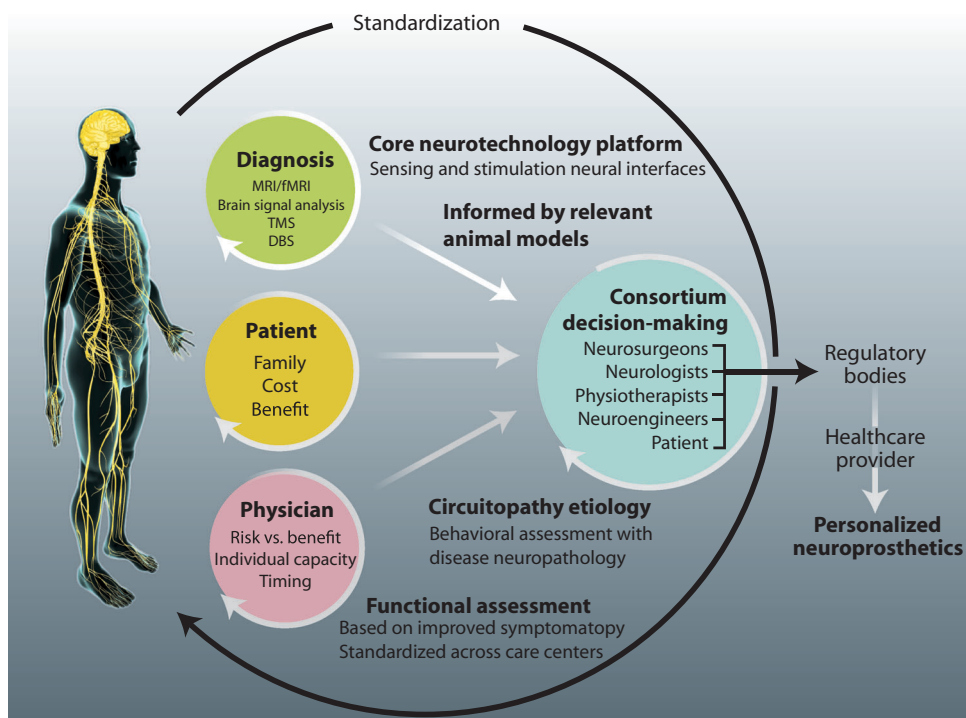 Standardization
Diagnosis
MRI/fMRI
Brain signal analysis
TMS
DBS
Core neurotechnology platform
Sensing and stimulation neural interfaces
Informed by relevant
animal models
Patient
Family
Cost
Benefit
Consortium
decision-making
Neurosurgeons
Neurologists
Physiotherapists
Neuroengineers
Patient
Regulatory
bodies
Healthcare
provider
Personalized
neuroprosthetics
Physician
Risk vs. benefit
Individual capacity
Timing
Circuitopathy etiology
Behavioral assessment with
disease neuropathology
Functional assessment
Based on improved symptomatopy
Standardized across care centers